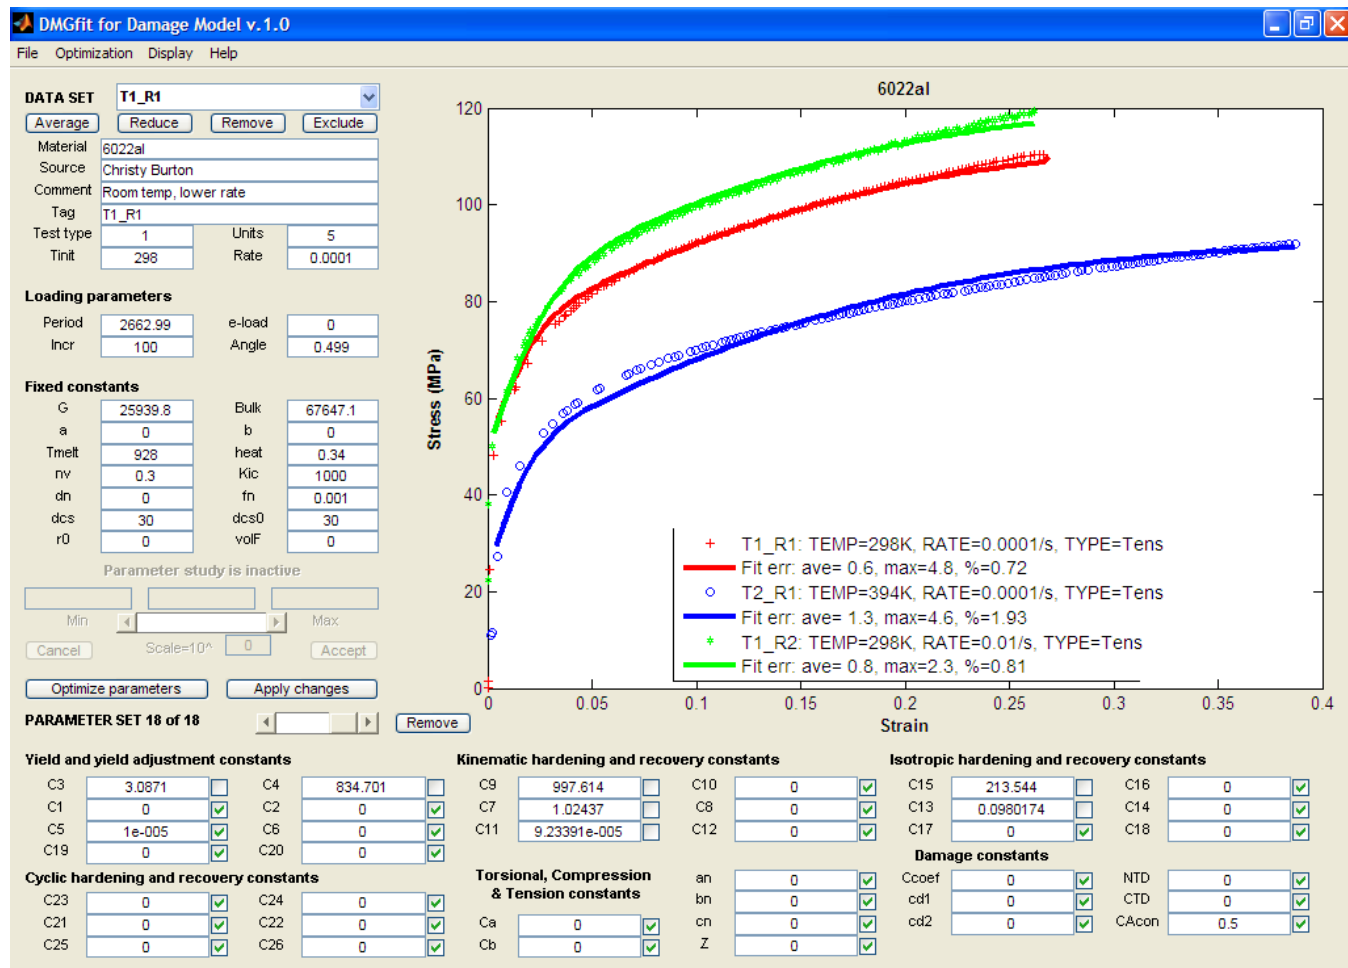 DMGfit for Damage Model v.1.0
File Optimization Display Help
DATA SET T1_R1
Average Reduce Remove Exclude
Material 6022al
Source Christy Burton
Comment Room temp, lower rate
Tag T1_R1
Test type 1 Units 5
Tinit 298 Rate 0.0001
Loading parameters
Period 2662.99 e-load 0
Incr 100 Angle 0.499
Fixed constants
G 25939.8 Bulk 67647.1
a 0 b 0
Tmelt 928 heat 0.34
nv 0.3 Kic 1000
dn 0 fn 0.001
dcs 30 dcs0 30
r0 0 volF 0
Parameter study is inactive
Min Max
Cancel Scale=10^ 0 Accept
Optimize parameters Apply changes
PARAMETER SET 18 of 18 Remove
6022al
120
100
80
60
40
20
0
Stress (MPa)
T1_R1: TEMP=298K, RATE=0.0001/s, TYPE=Tens
Fit err: ave= 0.6, max=4.8, %=0.72
T2_R1: TEMP=394K, RATE=0.0001/s, TYPE=Tens
Fit err: ave= 1.3, max=4.6, %=1.93
T1_R2: TEMP=298K, RATE=0.01/s, TYPE=Tens
Fit err: ave= 0.8, max=2.3, %=0.81
0 0.05 0.1 0.15 0.2 0.25 0.3 0.35 0.4
Strain
Yield and yield adjustment constants
C3 3.0871 C4 834.701
C1 0 C2 0
C5 1e-005 C6 0
C19 0 C20 0
Cyclic hardening and recovery constants
C23 0 C24 0
C21 0 C22 0
C25 0 C26 0
Kinematic hardening and recovery constants
C9 997.614 C10 0
C7 1.02437 C8 0
C11 9.23391e-005 C12 0
Torsional, Compression
& Tension constants
Ca 0
Cb 0
an 0
bn 0
cn 0
Z 0
Isotropic hardening and recovery constants
C15 213.544 C16 0
C13 0.0980174 C14 0
C17 0 C18 0
Damage constants
Ccoef 0 NTD 0
cd1 0 CTD 0
cd2 0 CAcon 0.5